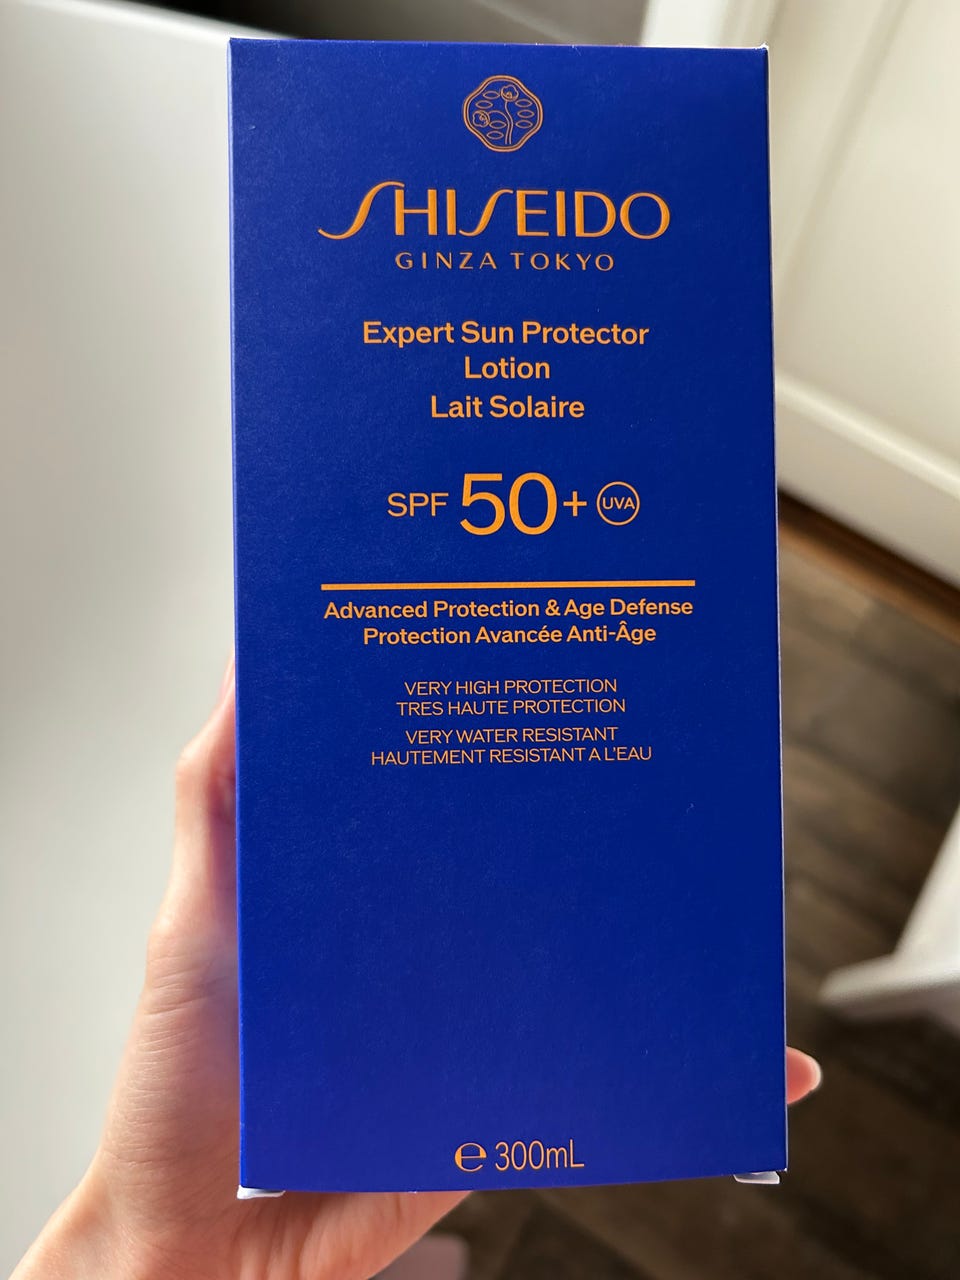 SHISEIDO
GINZA TOKYO
Expert Sun Protector
Lotion
Lait Solaire
SPF 50+ UVA
Advanced Protection & Age Defense
Protection Avancée Anti-Âge
VERY HIGH PROTECTION
TRES HAUTE PROTECTION
VERY WATER RESISTANT
HAUTEMENT RESISTANT A L'EAU
℮ 300mL